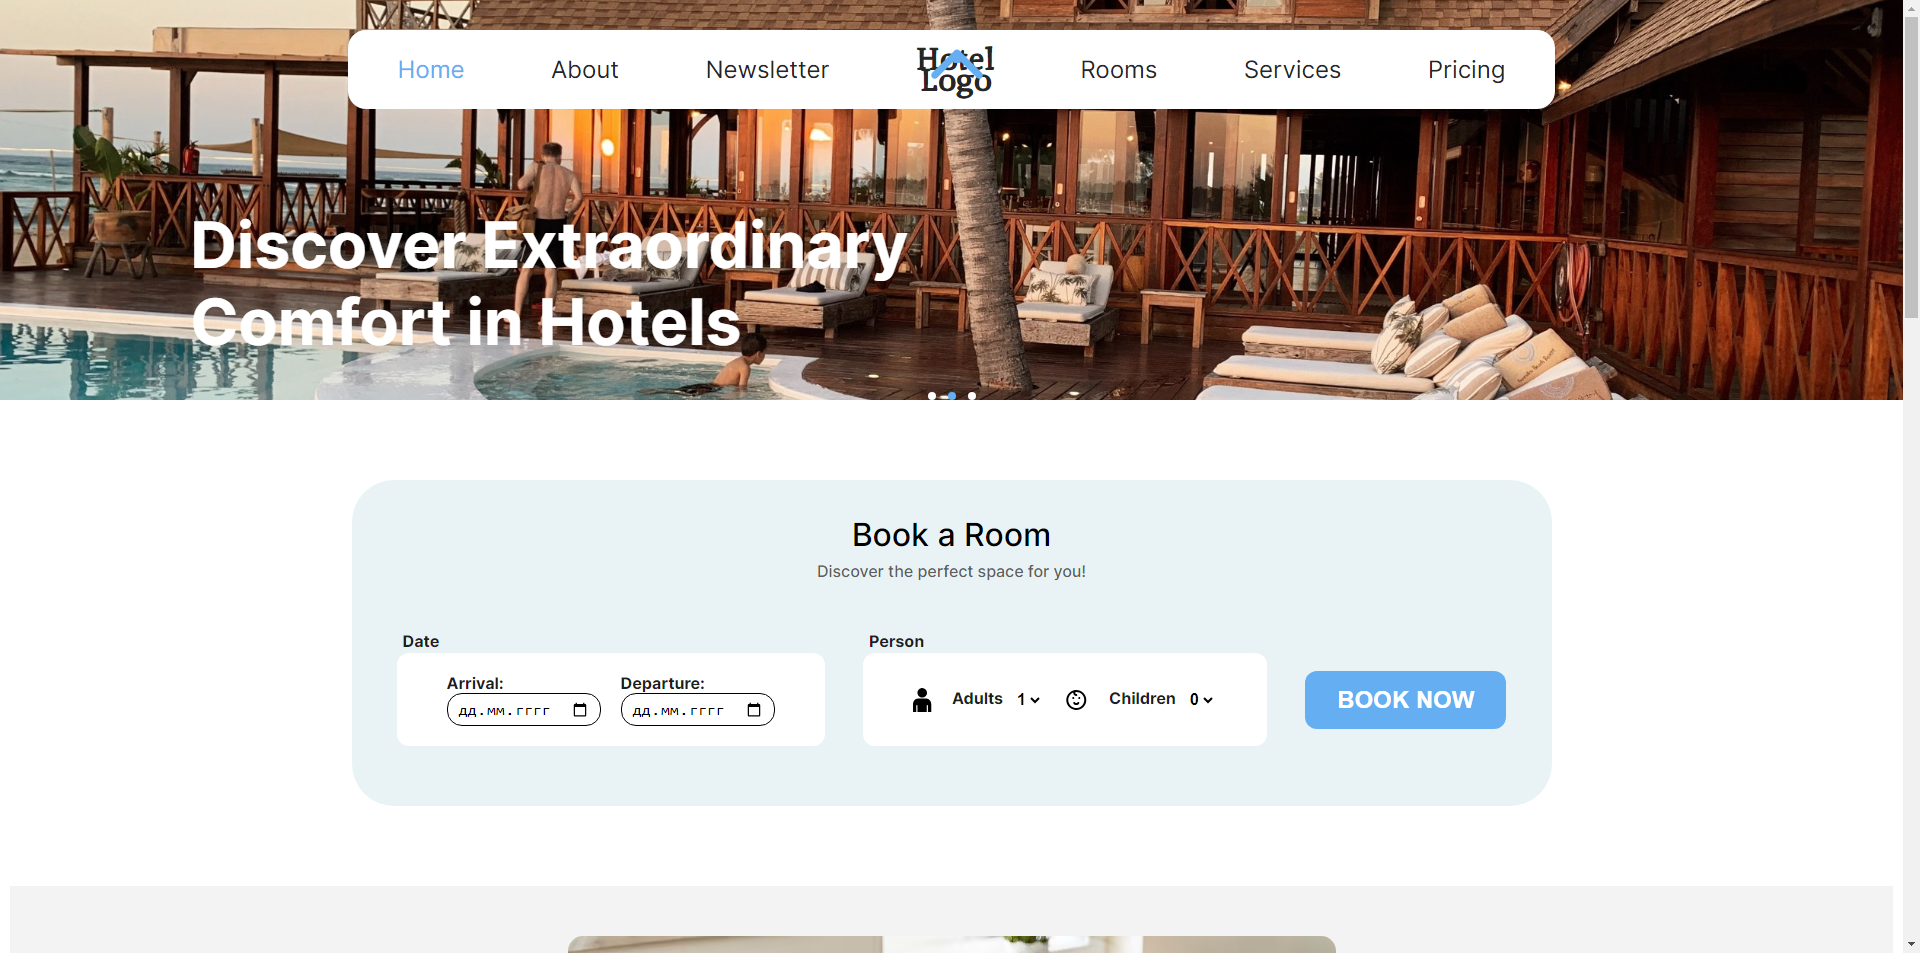 Home About Newsletter Hotel Logo Rooms Services Pricing
Discover Extraordinary
Comfort in Hotels
Book a Room
Discover the perfect space for you!
Date
Person
Arrival: Departure:
дд.мм.гггг дд.мм.гггг
Adults 1 Children 0
BOOK NOW